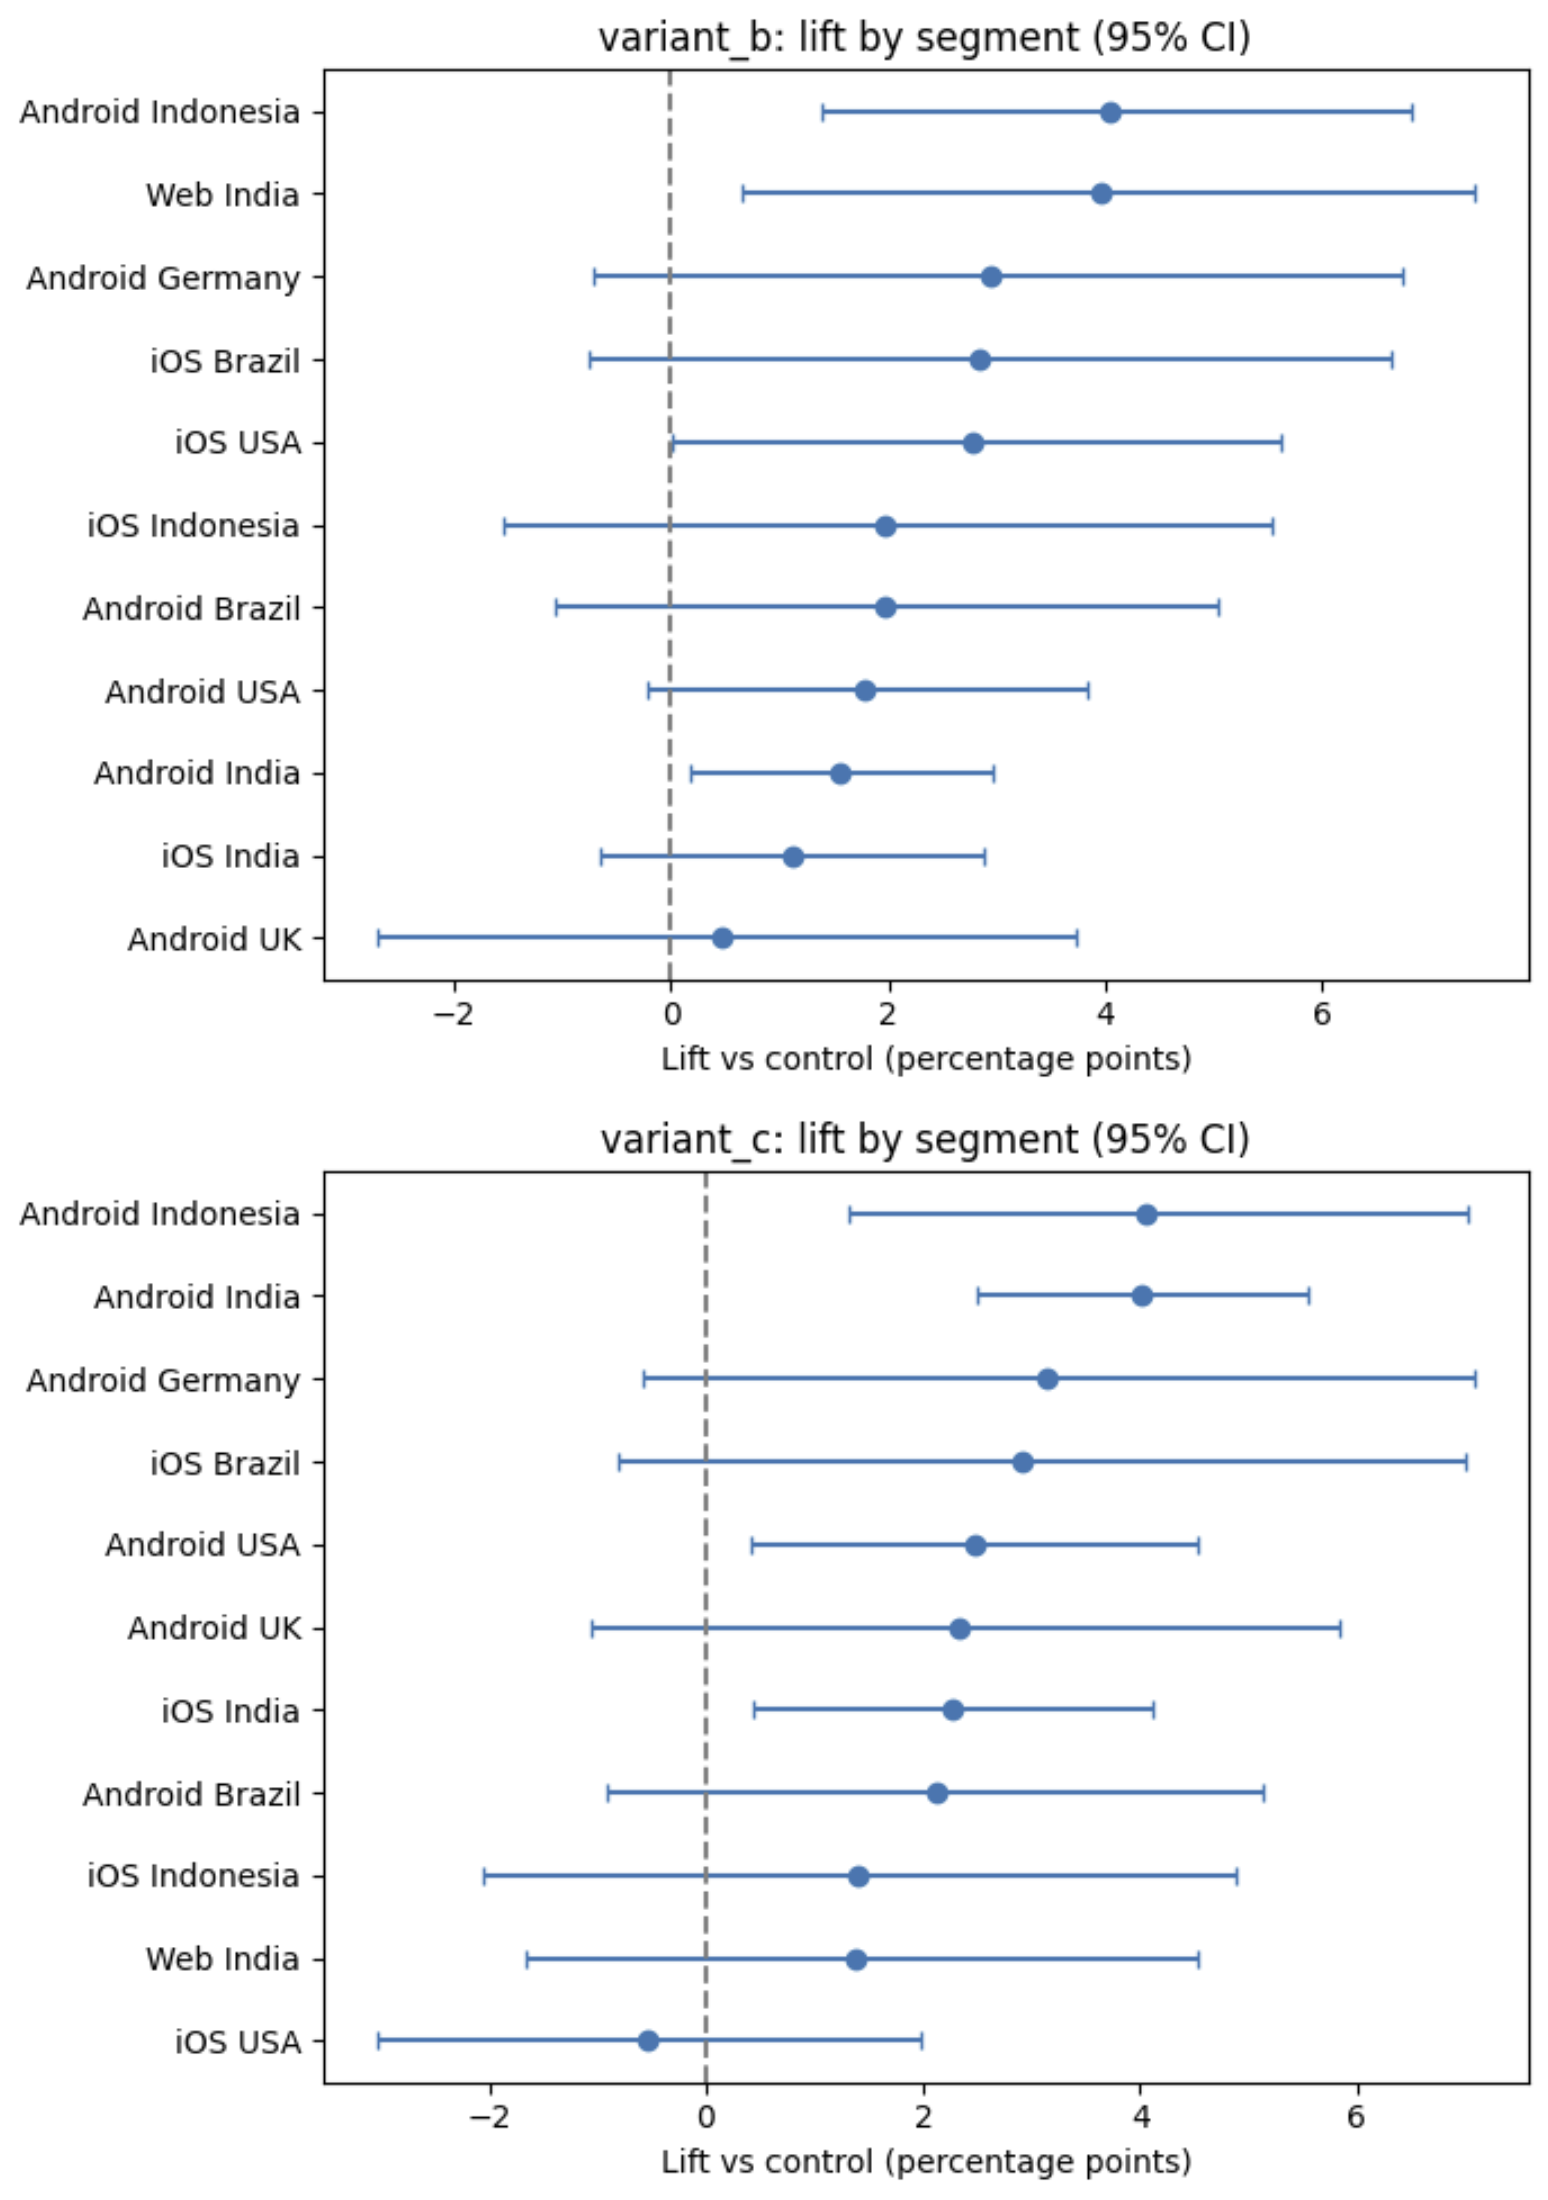 variant_b: lift by segment (95% CI)
Android Indonesia
Web India
Android Germany
iOS Brazil
iOS USA
iOS Indonesia
Android Brazil
Android USA
Android India
iOS India
Android UK
−2 0 2 4 6
Lift vs control (percentage points)
variant_c: lift by segment (95% CI)
Android Indonesia
Android India
Android Germany
iOS Brazil
Android USA
Android UK
iOS India
Android Brazil
iOS Indonesia
Web India
iOS USA
−2 0 2 4 6
Lift vs control (percentage points)